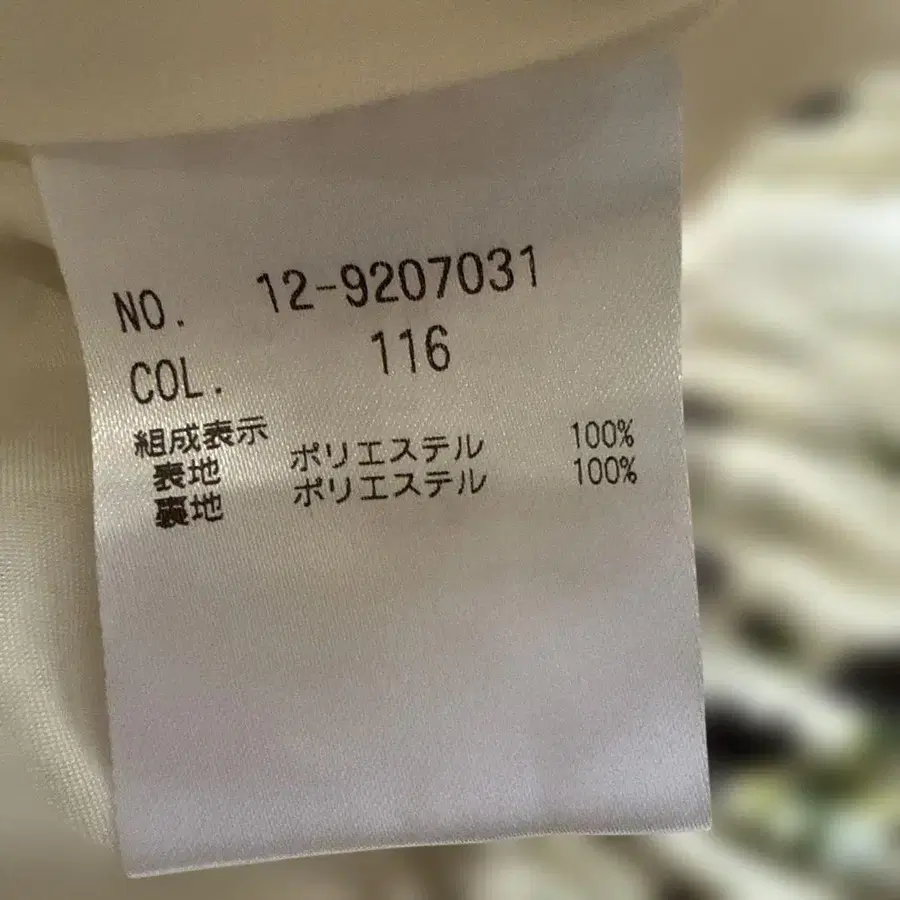 NO. 12-9207031
COL. 116
組成表示
表地 ポリエステル 100%
裏地 ポリエステル 100%